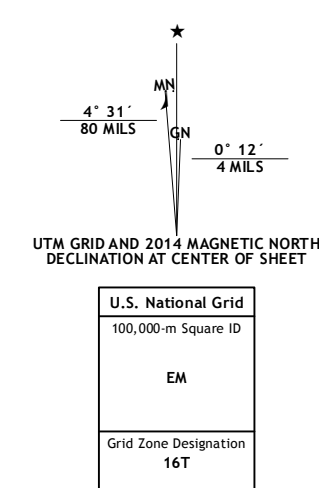 ★
MN
4° 31´
80 MILS
GN
0° 12´
4 MILS
UTM GRID AND 2014 MAGNETIC NORTH
DECLINATION AT CENTER OF SHEET
U.S. National Grid
100,000-m Square ID
EM
Grid Zone Designation
16T